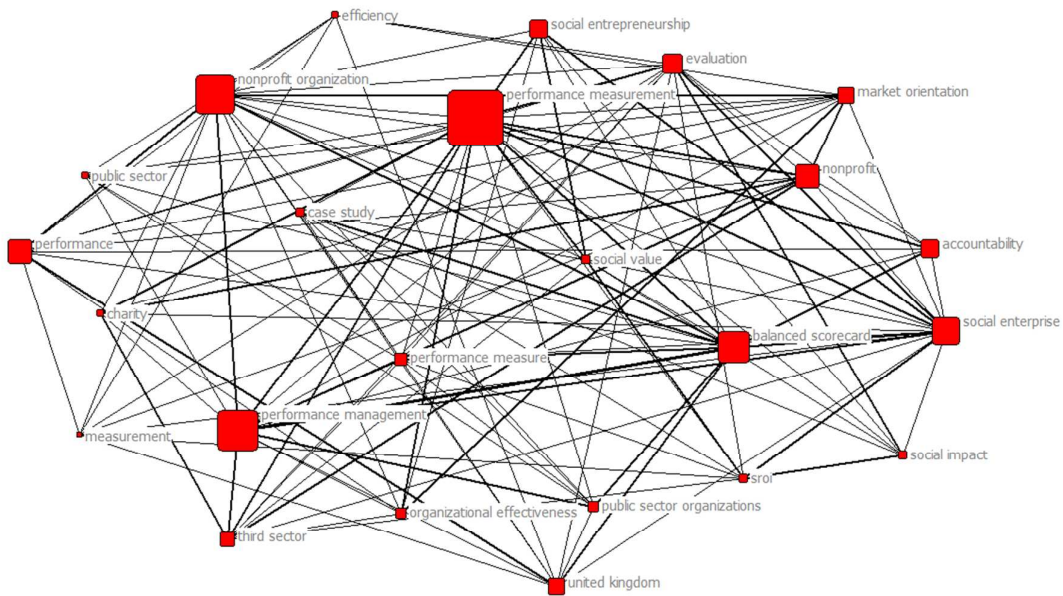 efficiency
social entrepreneurship
evaluation
nonprofit organization
market orientation
performance measurement
nonprofit
public sector
case study
performance
accountability
social value
charity
social enterprise
balanced scorecard
performance measure
performance management
measurement
social impact
sroi
organizational effectiveness
public sector organizations
third sector
united kingdom